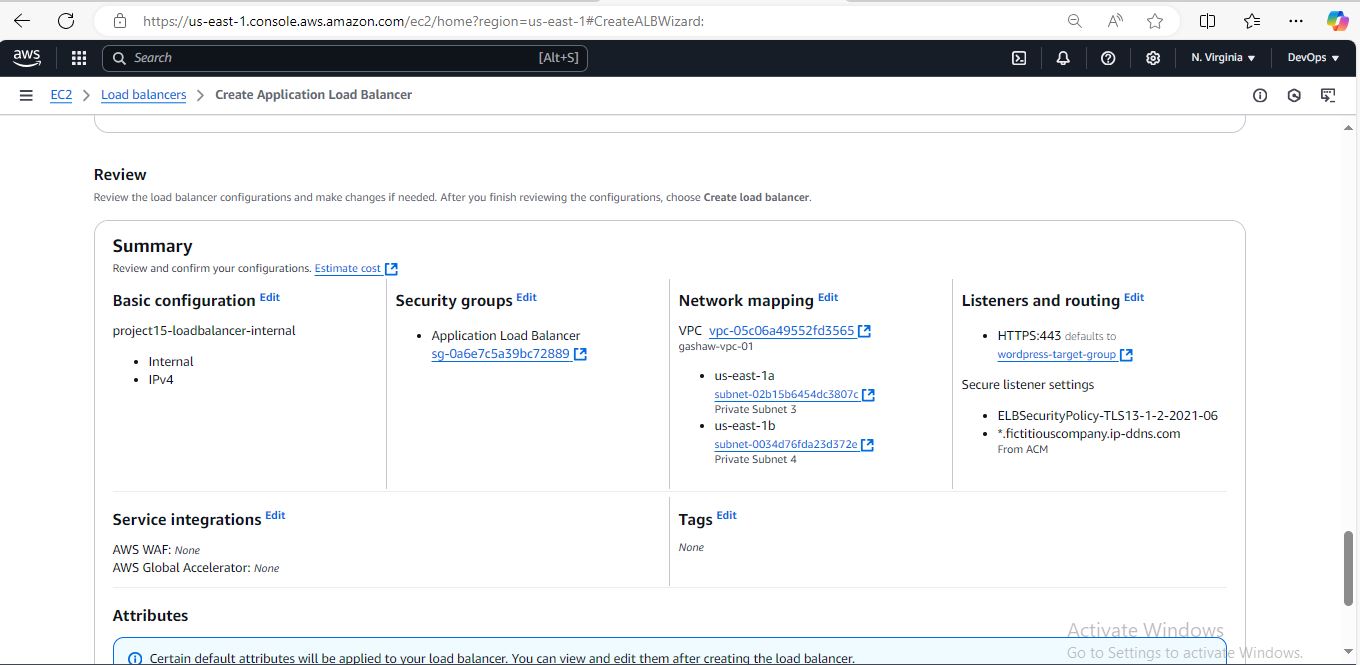 https://us-east-1.console.aws.amazon.com/ec2/home?region=us-east-1#CreateALBWizard:
aws
Search [Alt+S]
N. Virginia
DevOps
EC2 > Load balancers > Create Application Load Balancer
Review
Review the load balancer configurations and make changes if needed. After you finish reviewing the configurations, choose Create load balancer.
Summary
Review and confirm your configurations. Estimate cost
Basic configuration Edit
project15-loadbalancer-internal
• Internal
• IPv4
Security groups Edit
• Application Load Balancer
sg-0a6e7c5a39bc72889
Network mapping Edit
VPC vpc-05c06a49552fd3565
gashaw-vpc-01
• us-east-1a
subnet-02b15b6454dc3807c
Private Subnet 3
• us-east-1b
subnet-0034d76fda23d372e
Private Subnet 4
Listeners and routing Edit
• HTTPS:443 defaults to
wordpress-target-group
Secure listener settings
• ELBSecurityPolicy-TLS13-1-2-2021-06
• *.fictitiouscompany.ip-ddns.com
From ACM
Service integrations Edit
AWS WAF: None
AWS Global Accelerator: None
Tags Edit
None
Attributes
Certain default attributes will be applied to your load balancer. You can view and edit them after creating the load balancer.
Activate Windows
Go to Settings to activate Windows.